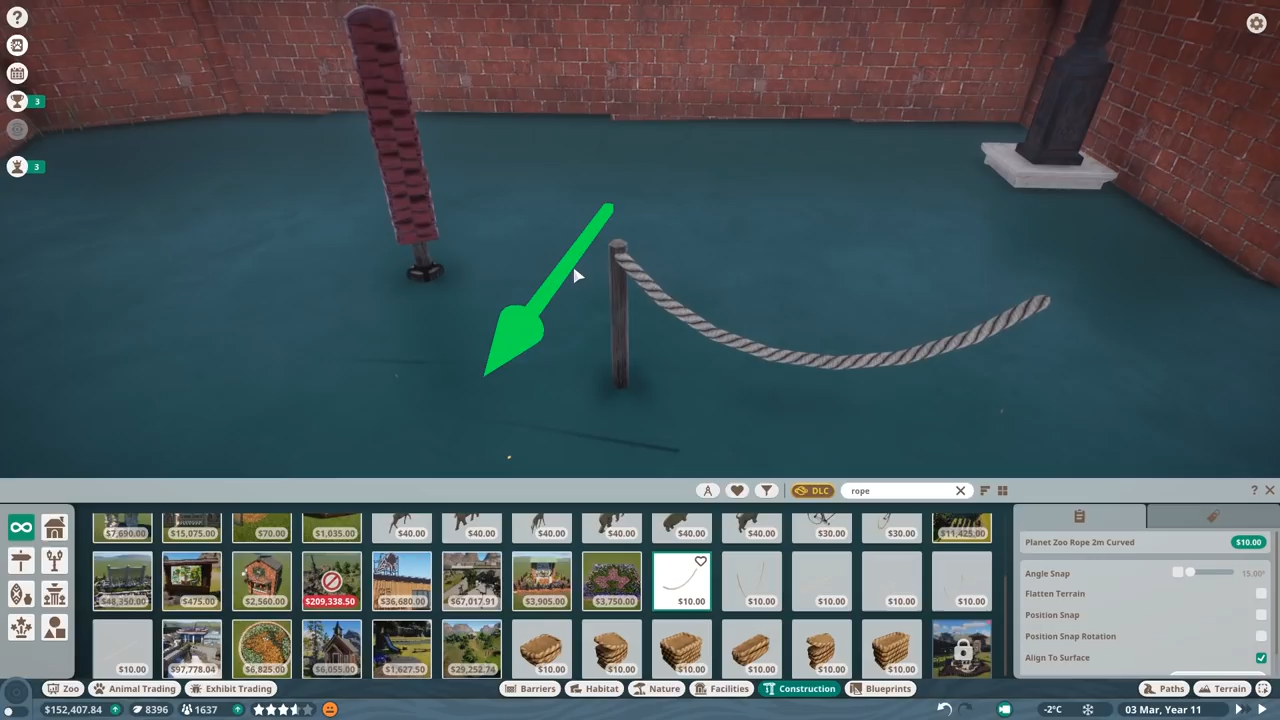 ?
3
3
DLC
rope
? ×
$7,690.00 $15,075.00 $70.00 $1,035.00 $40.00 $40.00 $40.00 $40.00 $40.00 $40.00 $30.00 $30.00 $11,425.00
$48,350.00 $475.00 $2,560.00 $209,338.50 $36,680.00 $67,017.91 $3,905.00 $3,750.00 $10.00 $10.00 $10.00 $10.00 $10.00
$10.00 $97,778.04 $6,825.00 $6,055.00 $1,627.50 $29,252.74 $10.00 $10.00 $10.00 $10.00 $10.00 $10.00
Planet Zoo Rope 2m Curved $10.00
Angle Snap 15.00°
Flatten Terrain
Position Snap
Position Snap Rotation
Align To Surface
Zoo Animal Trading Exhibit Trading Barriers Habitat Nature Facilities Construction Blueprints Paths Terrain
$152,407.84 8396 1637 -2°C 03 Mar, Year 11